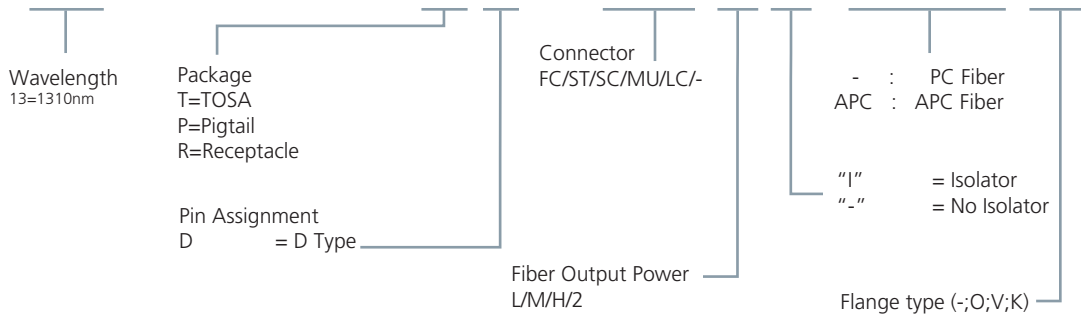 Wavelength
13=1310nm
Package
T=TOSA
P=Pigtail
R=Receptacle
Pin Assignment
D = D Type
Connector
FC/ST/SC/MU/LC/-
Fiber Output Power
L/M/H/2
- : PC Fiber
APC : APC Fiber
“I” = Isolator
“-” = No Isolator
Flange type (-;O;V;K)